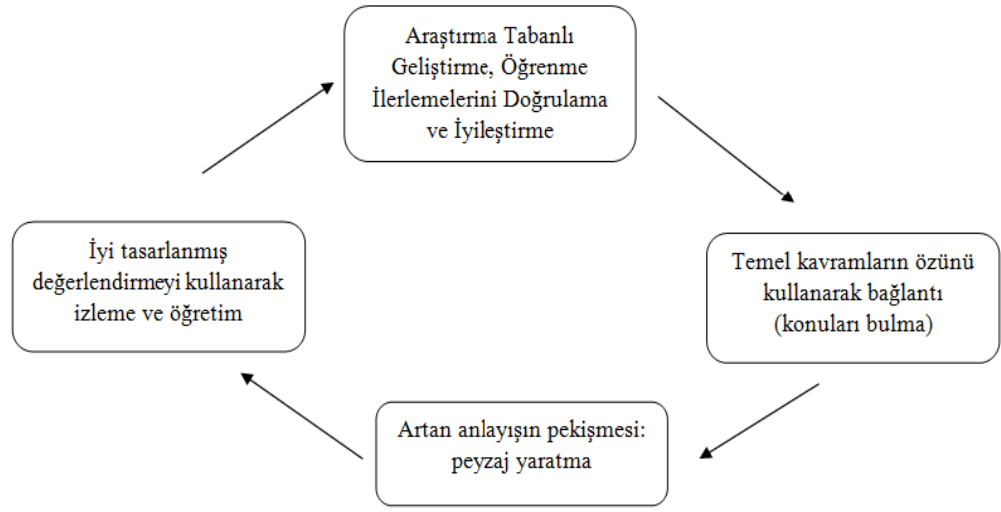 Araştırma Tabanlı
Geliştirme, Öğrenme
İlerlemelerini Doğrulama
ve İyileştirme
Temel kavramların özünü
kullanarak bağlantı
(konuları bulma)
Artan anlayışın pekişmesi:
peyzaj yaratma
İyi tasarlanmış
değerlendirmeyi kullanarak
izleme ve öğretim